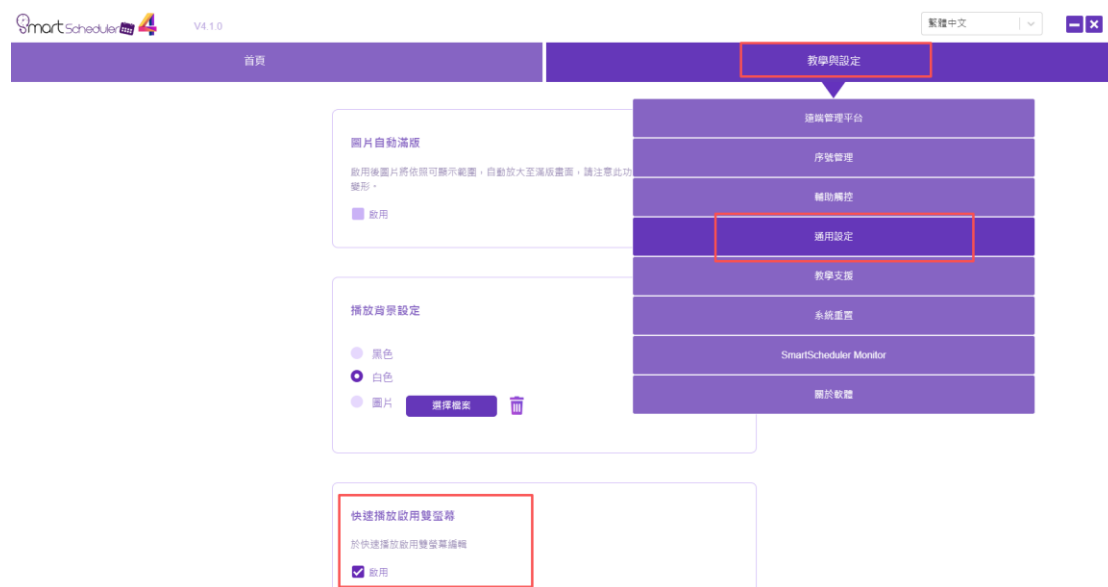 SmartScheduler 4
V4.1.0
繁體中文
首頁
教學與設定
遠端管理平台
序號管理
輔助觸控
通用設定
教學支援
系統重置
SmartScheduler Monitor
關於軟體
圖片自動滿版
啟用後圖片將依照可顯示範圍，自動放大至滿版畫面，請注意此功
變形。
啟用
播放背景設定
黑色
白色
圖片
選擇檔案
快速播放啟用雙螢幕
於快速播放啟用雙螢幕編輯
啟用